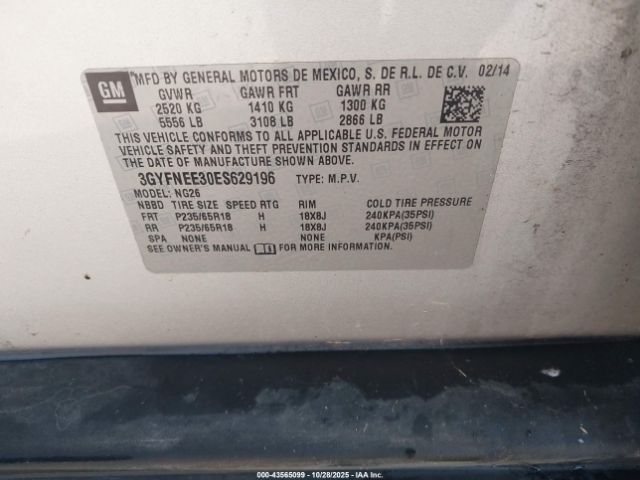 GM
MFD BY GENERAL MOTORS DE MEXICO, S. DE R.L. DE C.V. 02/14
GVWR GAWR FRT GAWR RR
2520 KG 1410 KG 1300 KG
5556 LB 3108 LB 2866 LB
THIS VEHICLE CONFORMS TO ALL APPLICABLE U.S. FEDERAL MOTOR
VEHICLE SAFETY AND THEFT PREVENTION STANDARDS IN EFFECT ON
THE DATE OF MANUFACTURE SHOWN ABOVE.
3GYFNEE30ES629196 TYPE: M.P.V.
MODEL: NG26
NBBD TIRE SIZE SPEED RTG RIM COLD TIRE PRESSURE
FRT P235/65R18 H 18X8J 240KPA(35PSI)
RR P235/65R18 H 18X8J 240KPA(35PSI)
SPA NONE NONE KPA(PSI)
SEE OWNER'S MANUAL FOR MORE INFORMATION.
000-43565099 - 10/28/2025 - IAAI.com